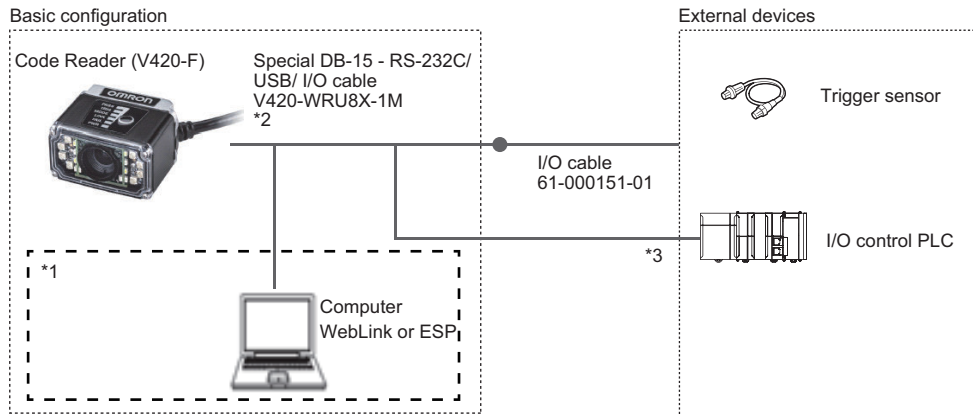 Basic configuration
External devices
Code Reader (V420-F)
Special DB-15 - RS-232C/
USB/ I/O cable
V420-WRU8X-1M
*2
OMRON
Trigger sensor
I/O cable
61-000151-01
*3
I/O control PLC
*1
Computer
WebLink or ESP